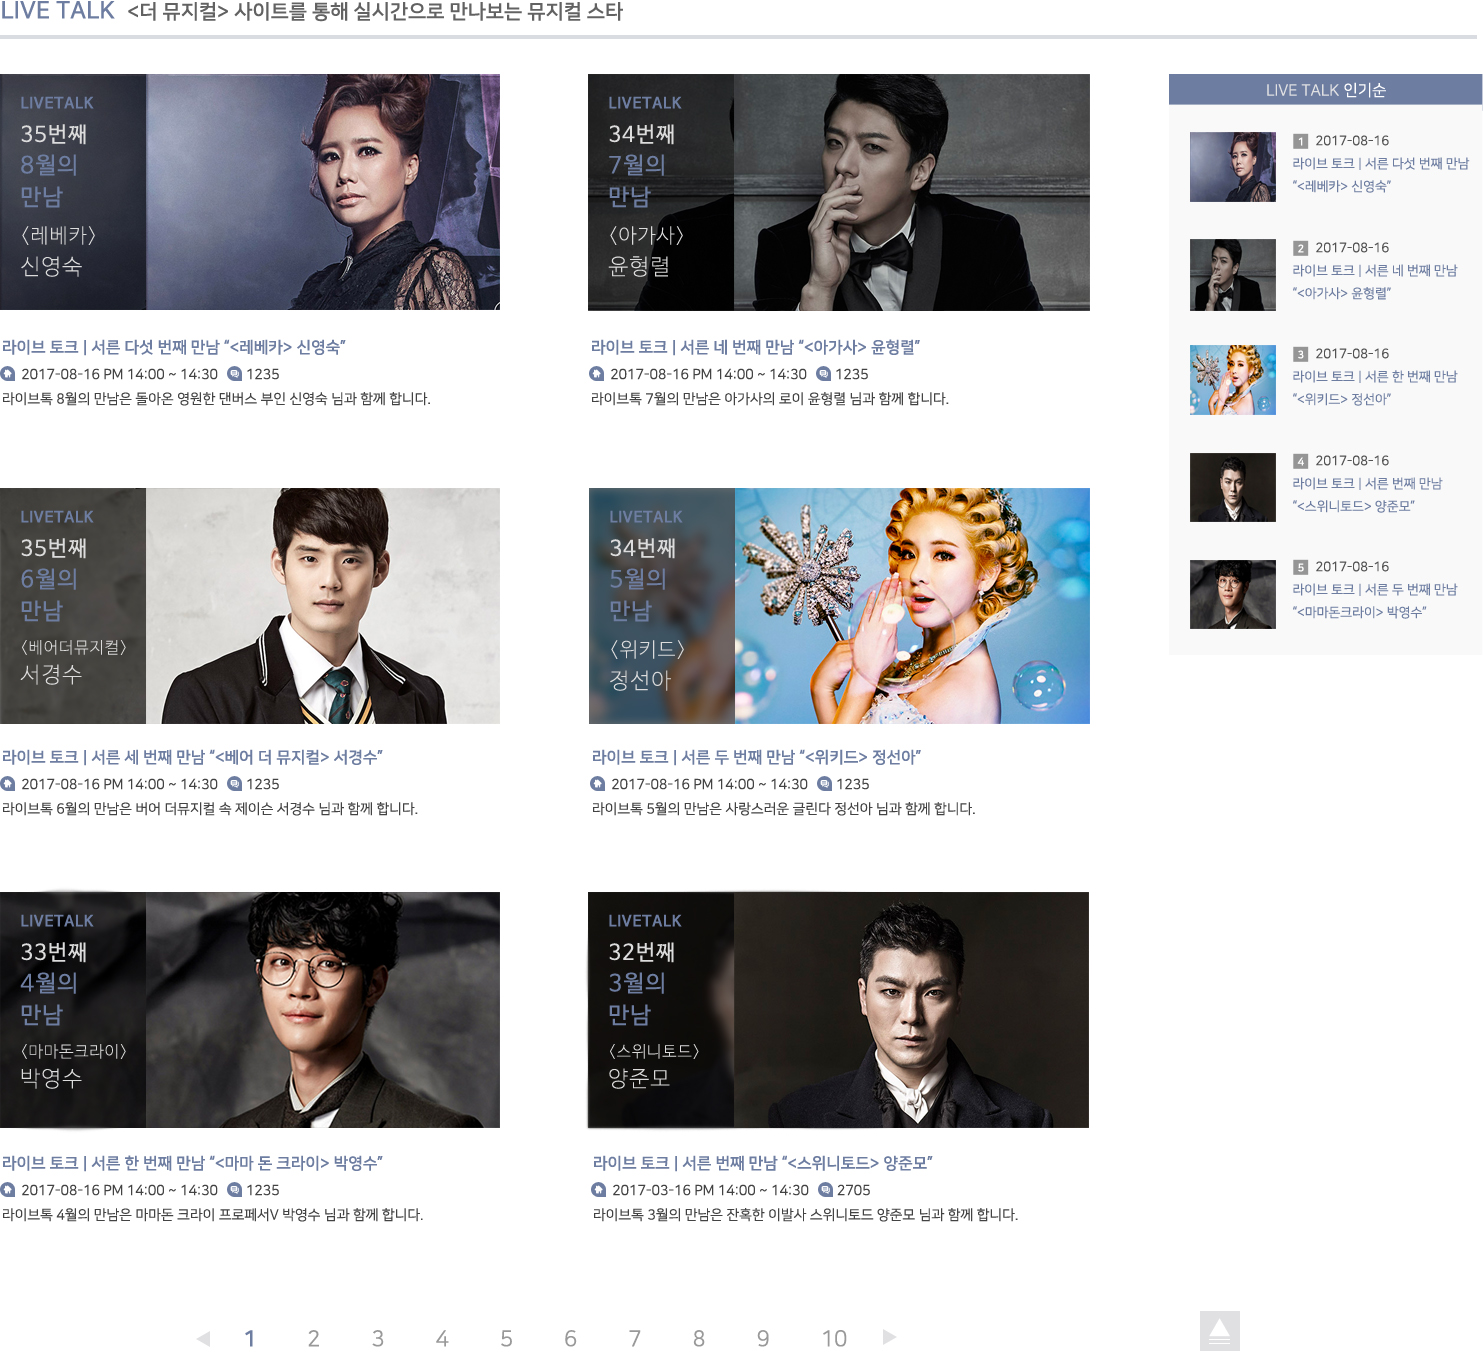 LIVE TALK <더 뮤지컬> 사이트를 통해 실시간으로 만나보는 뮤지컬 스타
LIVETALK
35번째
8월의
만남
〈레베카〉
신영숙
라이브 토크 | 서른 다섯 번째 만남 “<레베카> 신영숙”
2017-08-16 PM 14:00 ~ 14:30 1235
라이브톡 8월의 만남은 돌아온 영원한 댄버스 부인 신영숙 님과 함께 합니다.
LIVETALK
34번째
7월의
만남
〈아가사〉
윤형렬
라이브 토크 | 서른 네 번째 만남 “<아가사> 윤형렬”
2017-08-16 PM 14:00 ~ 14:30 1235
라이브톡 7월의 만남은 아가사의 로이 윤형렬 님과 함께 합니다.
LIVETALK
35번째
6월의
만남
〈베어더뮤지컬〉
서경수
라이브 토크 | 서른 세 번째 만남 “<베어 더 뮤지컬> 서경수”
2017-08-16 PM 14:00 ~ 14:30 1235
라이브톡 6월의 만남은 버어 더뮤지컬 속 제이슨 서경수 님과 함께 합니다.
LIVETALK
34번째
5월의
만남
〈위키드〉
정선아
라이브 토크 | 서른 두 번째 만남 “<위키드> 정선아”
2017-08-16 PM 14:00 ~ 14:30 1235
라이브톡 5월의 만남은 사랑스러운 글린다 정선아 님과 함께 합니다.
LIVETALK
33번째
4월의
만남
〈마마돈크라이〉
박영수
라이브 토크 | 서른 한 번째 만남 “<마마 돈 크라이> 박영수”
2017-08-16 PM 14:00 ~ 14:30 1235
라이브톡 4월의 만남은 마마돈 크라이 프로페서V 박영수 님과 함께 합니다.
LIVETALK
32번째
3월의
만남
〈스위니토드〉
양준모
라이브 토크 | 서른 번째 만남 “<스위니토드> 양준모”
2017-03-16 PM 14:00 ~ 14:30 2705
라이브톡 3월의 만남은 잔혹한 이발사 스위니토드 양준모 님과 함께 합니다.
LIVE TALK 인기순
1 2017-08-16
라이브 토크 | 서른 다섯 번째 만남
“<레베카> 신영숙”
2 2017-08-16
라이브 토크 | 서른 네 번째 만남
“<아가사> 윤형렬”
3 2017-08-16
라이브 토크 | 서른 한 번째 만남
“<위키드> 정선아”
4 2017-08-16
라이브 토크 | 서른 번째 만남
“<스위니토드> 양준모”
5 2017-08-16
라이브 토크 | 서른 두 번째 만남
“<마마돈크라이> 박영수”
1 2 3 4 5 6 7 8 9 10